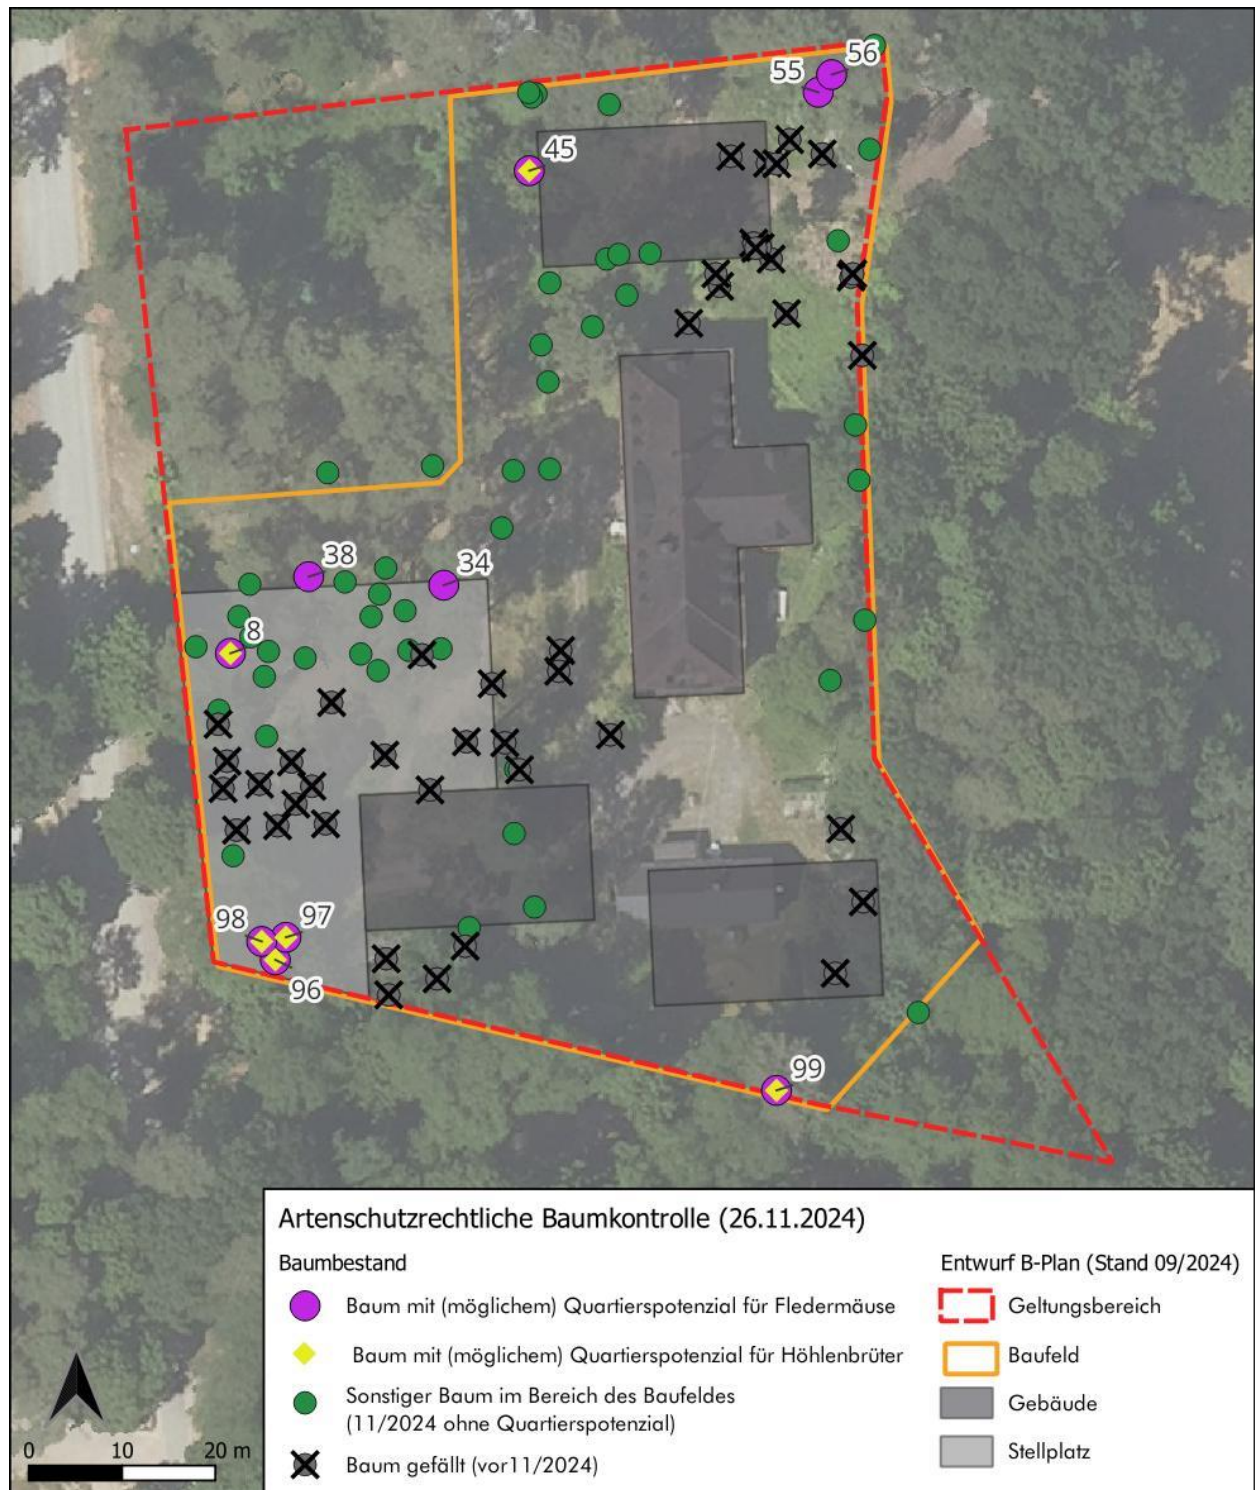 56
55
45
38
34
8
98
97
96
99
Artenschutzrechtliche Baumkontrolle (26.11.2024)
Baumbestand
Baum mit (möglichem) Quartierspotenzial für Fledermäuse
Baum mit (möglichem) Quartierspotenzial für Höhlenbrüter
Sonstiger Baum im Bereich des Baufeldes
(11/2024 ohne Quartierspotenzial)
Baum gefällt (vor11/2024)
Entwurf B-Plan (Stand 09/2024)
Geltungsbereich
Baufeld
Gebäude
Stellplatz
0 10 20 m